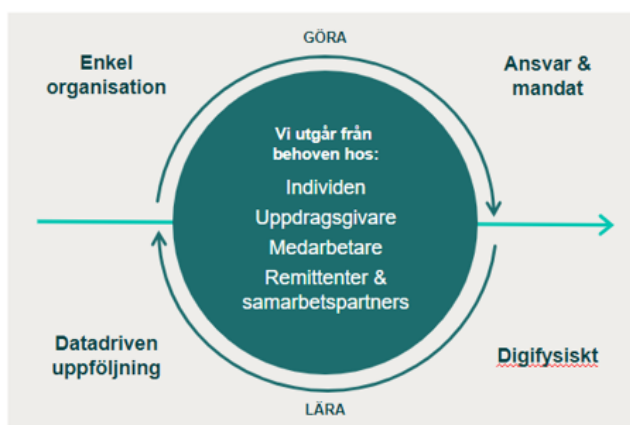 GÖRA
Enkel
organisation
Ansvar &
mandat
Vi utgår från
behoven hos:
Individen
Uppdragsgivare
Medarbetare
Remittenter &
samarbetspartners
Datadriven
uppföljning
Digifysiskt
LÄRA